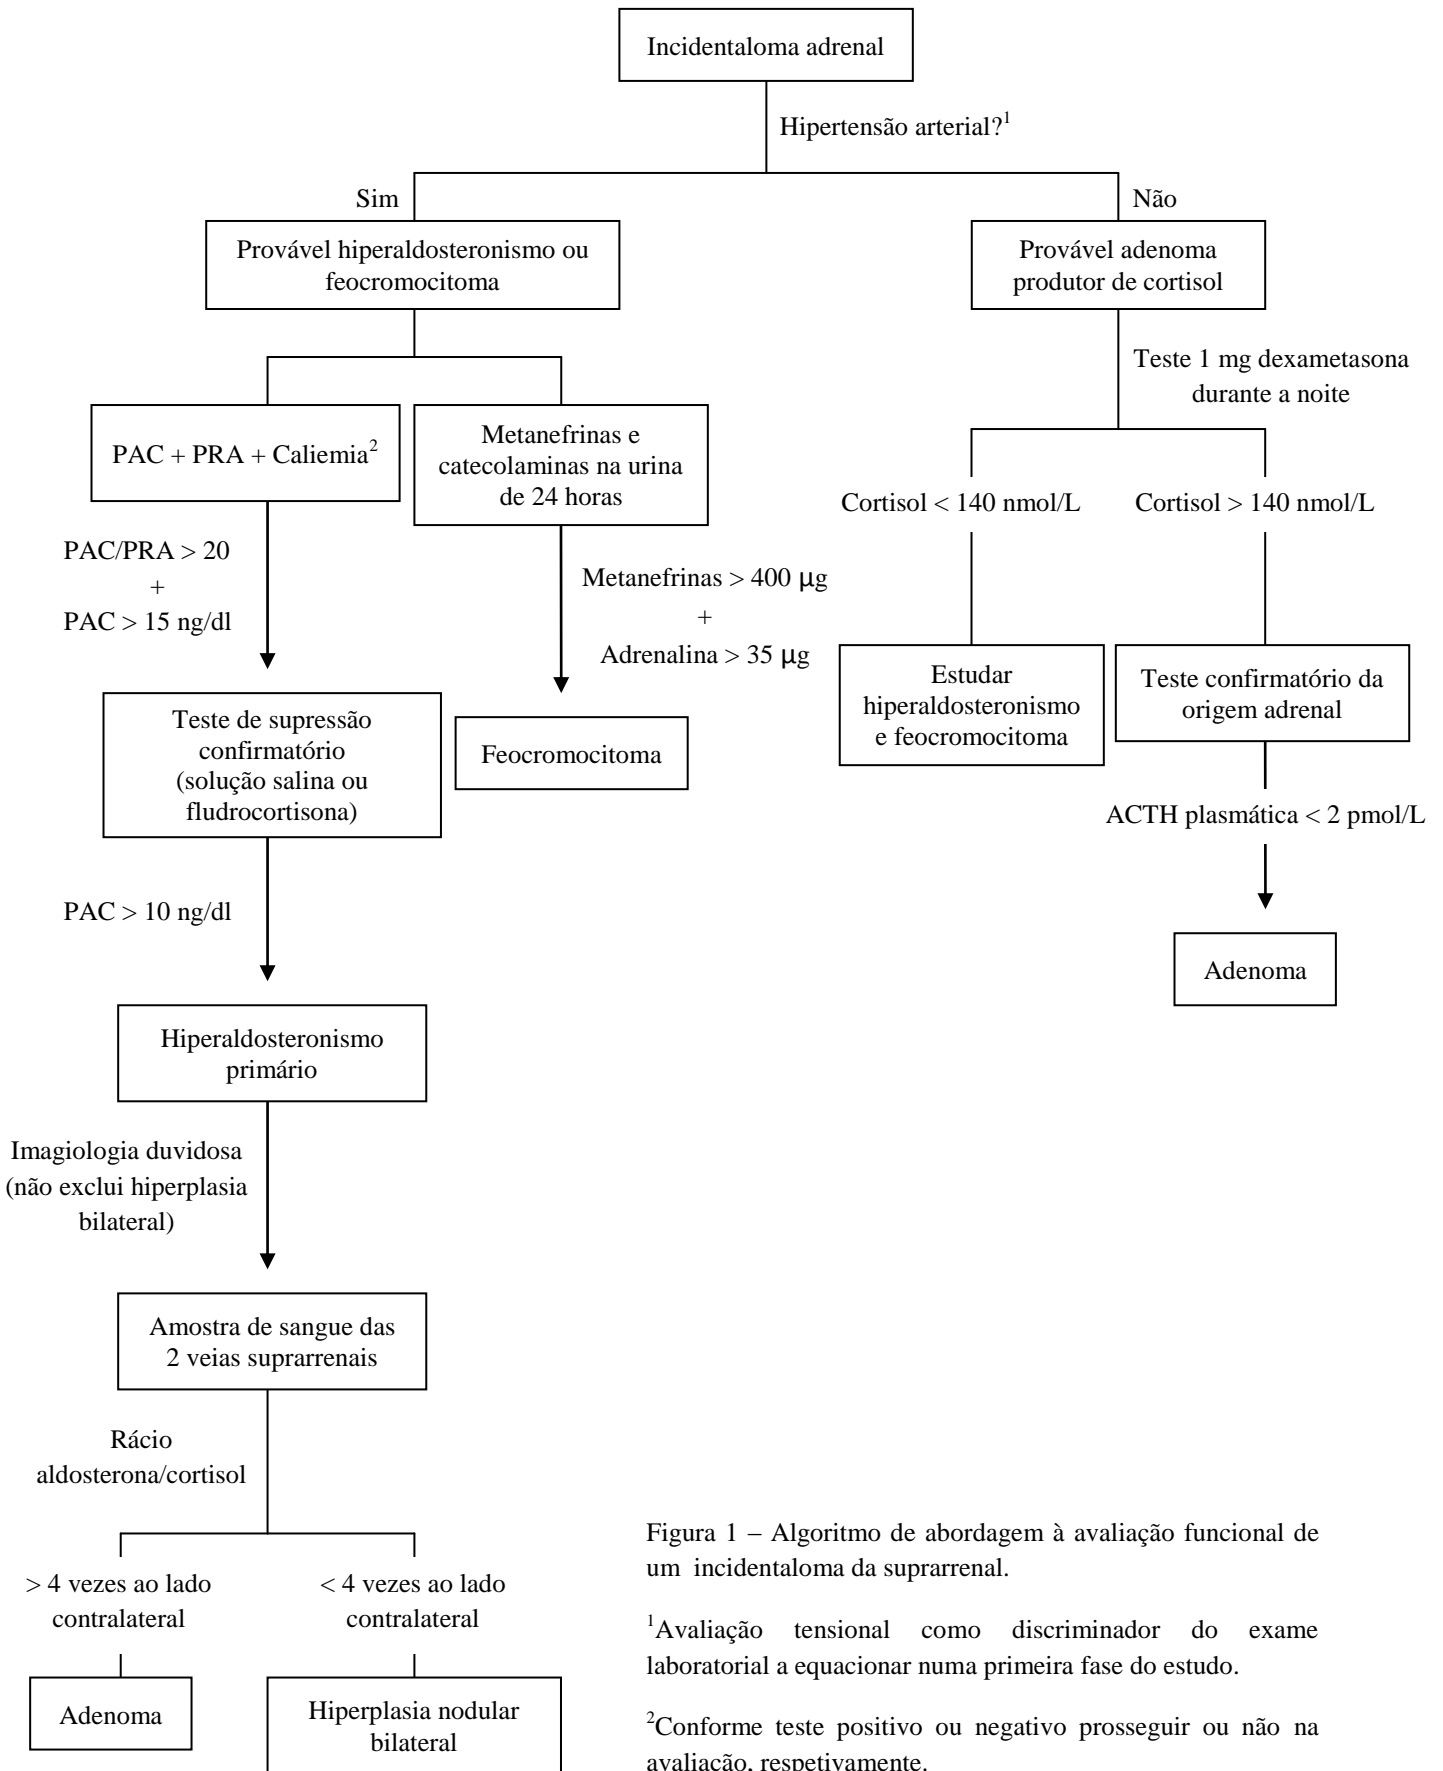 Incidentaloma adrenal
Hipertensão arterial?¹
Sim
Não
Provável hiperaldosteronismo ou
feocromocitoma
Provável adenoma
produtor de cortisol
Teste 1 mg dexametasona
durante a noite
PAC + PRA + Caliemia²
Metanefrinas e
catecolaminas na urina
de 24 horas
Cortisol < 140 nmol/L
Cortisol > 140 nmol/L
PAC/PRA > 20
+
PAC > 15 ng/dl
Metanefrinas > 400 µg
+
Adrenalina > 35 µg
Estudar
hiperaldosteronismo
e feocromocitoma
Teste confirmatório da
origem adrenal
Teste de supressão
confirmatório
(solução salina ou
fludrocortisona)
Feocromocitoma
ACTH plasmática < 2 pmol/L
PAC > 10 ng/dl
Adenoma
Hiperaldosteronismo
primário
Imagiologia duvidosa
(não exclui hiperplasia
bilateral)
Amostra de sangue das
2 veias suprarrenais
Rácio
aldosterona/cortisol
> 4 vezes ao lado
contralateral
< 4 vezes ao lado
contralateral
Adenoma
Hiperplasia nodular
bilateral
Figura 1 – Algoritmo de abordagem à avaliação funcional de
um incidentaloma da suprarrenal.
¹Avaliação tensional como discriminador do exame
laboratorial a equacionar numa primeira fase do estudo.
²Conforme teste positivo ou negativo prosseguir ou não na
avaliação, respetivamente.